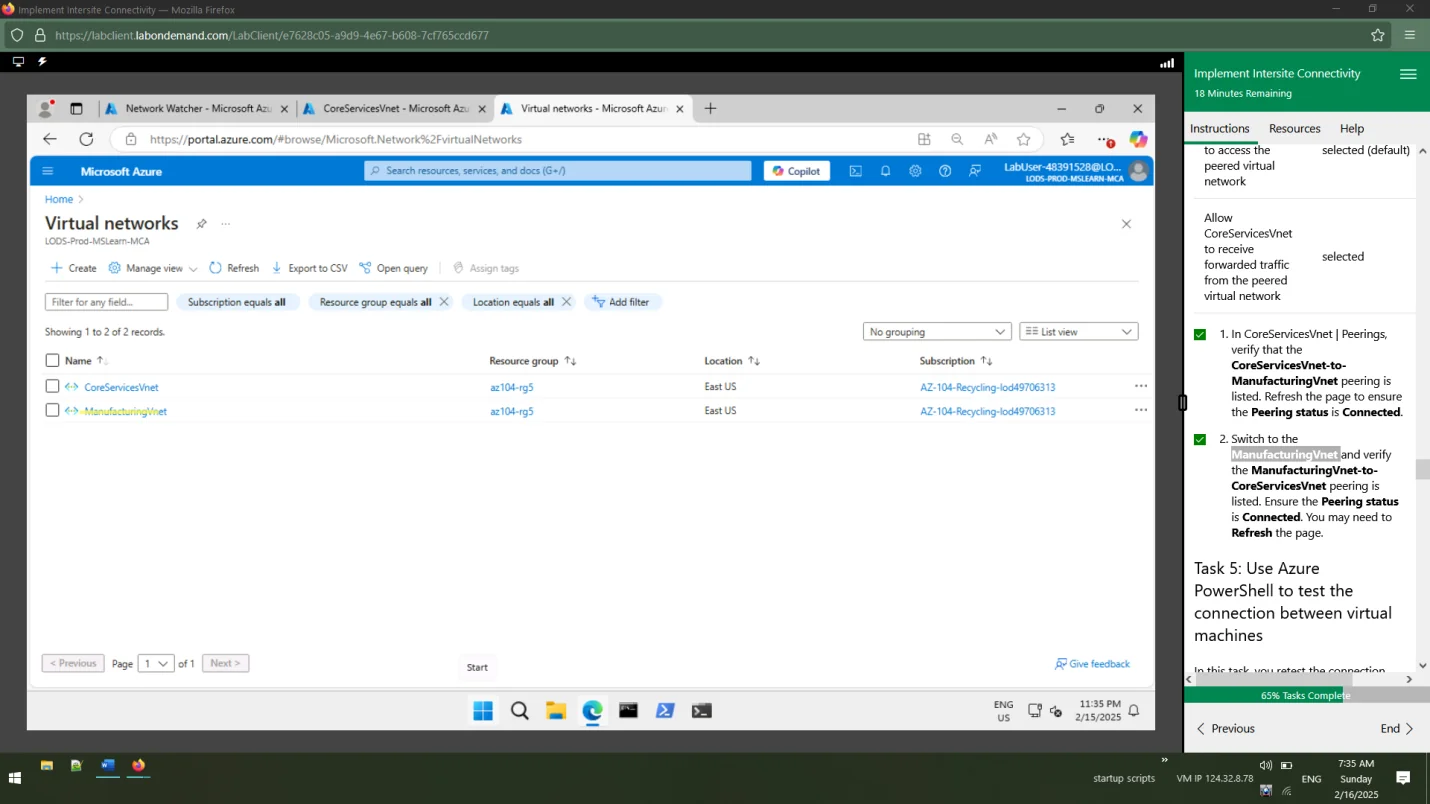 Implement Intersite Connectivity — Mozilla Firefox
https://labclient.labondemand.com/LabClient/e7628c05-a9d9-4e67-b608-7cf765ccd677
Network Watcher - Microsoft Azu
CoreServicesVnet - Microsoft Azu
Virtual networks - Microsoft Azure
https://portal.azure.com/#browse/Microsoft.Network%2FvirtualNetworks
Microsoft Azure
Search resources, services, and docs (G+/)
Copilot
LabUser-48391528@LO...
LODS-PROD-MSLEARN-MCA
Home >
Virtual networks
...
LODS-Prod-MSLearn-MCA
Create
Manage view
Refresh
Export to CSV
Open query
Assign tags
Filter for any field...
Subscription equals all
Resource group equals all
Location equals all
Add filter
Showing 1 to 2 of 2 records.
No grouping
List view
Name
Resource group
Location
Subscription
CoreServicesVnet
az104-rg5
East US
AZ-104-Recycling-lod49706313
ManufacturingVnet
az104-rg5
East US
AZ-104-Recycling-lod49706313
< Previous
Page
1
of 1
Next >
Start
Give feedback
ENG
US
11:35 PM
2/15/2025
Implement Intersite Connectivity
18 Minutes Remaining
Instructions
Resources
Help
to access the
peered virtual
network
selected (default)
Allow
CoreServicesVnet
to receive
forwarded traffic
from the peered
virtual network
selected
1. In CoreServicesVnet | Peerings,
verify that the
CoreServicesVnet-to-
ManufacturingVnet peering is
listed. Refresh the page to ensure
the Peering status is Connected.
2. Switch to the
ManufacturingVnet and verify
the ManufacturingVnet-to-
CoreServicesVnet peering is
listed. Ensure the Peering status
is Connected. You may need to
Refresh the page.
Task 5: Use Azure
PowerShell to test the
connection between virtual
machines
In this task, you retest the connection
65% Tasks Complete
Previous
End
startup scripts
»
VM IP 124.32.8.78
ENG
7:35 AM
Sunday
2/16/2025